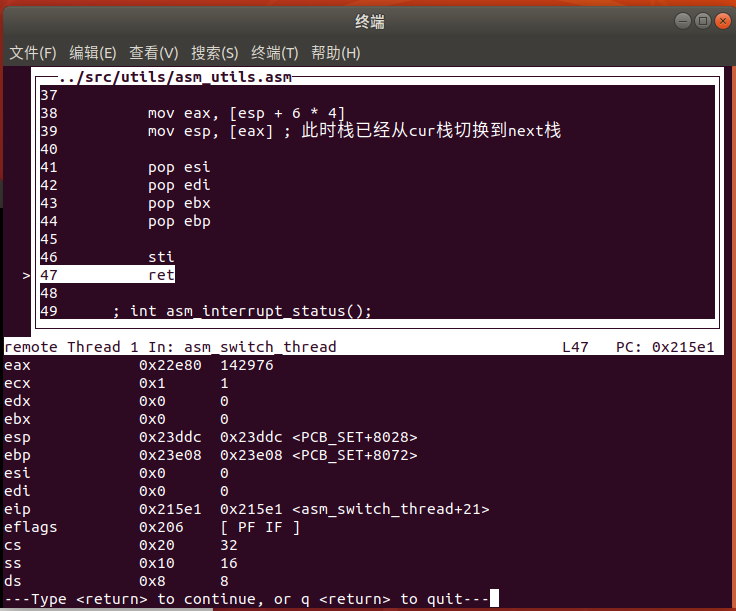 终端
文件(F) 编辑(E) 查看(V) 搜索(S) 终端(T) 帮助(H)
../src/utils/asm_utils.asm
37
38 mov eax, [esp + 6 * 4]
39 mov esp, [eax] ; 此时栈已经从cur栈切换到next栈
40
41 pop esi
42 pop edi
43 pop ebx
44 pop ebp
45
46 sti
>47 ret
48
49 ; int asm_interrupt_status();
remote Thread 1 In: asm_switch_thread L47 PC: 0x215e1
eax 0x22e80 142976
ecx 0x1 1
edx 0x0 0
ebx 0x0 0
esp 0x23ddc 0x23ddc <PCB_SET+8028>
ebp 0x23e08 0x23e08 <PCB_SET+8072>
esi 0x0 0
edi 0x0 0
eip 0x215e1 0x215e1 <asm_switch_thread+21>
eflags 0x206 [ PF IF ]
cs 0x20 32
ss 0x10 16
ds 0x8 8
---Type <return> to continue, or q <return> to quit---